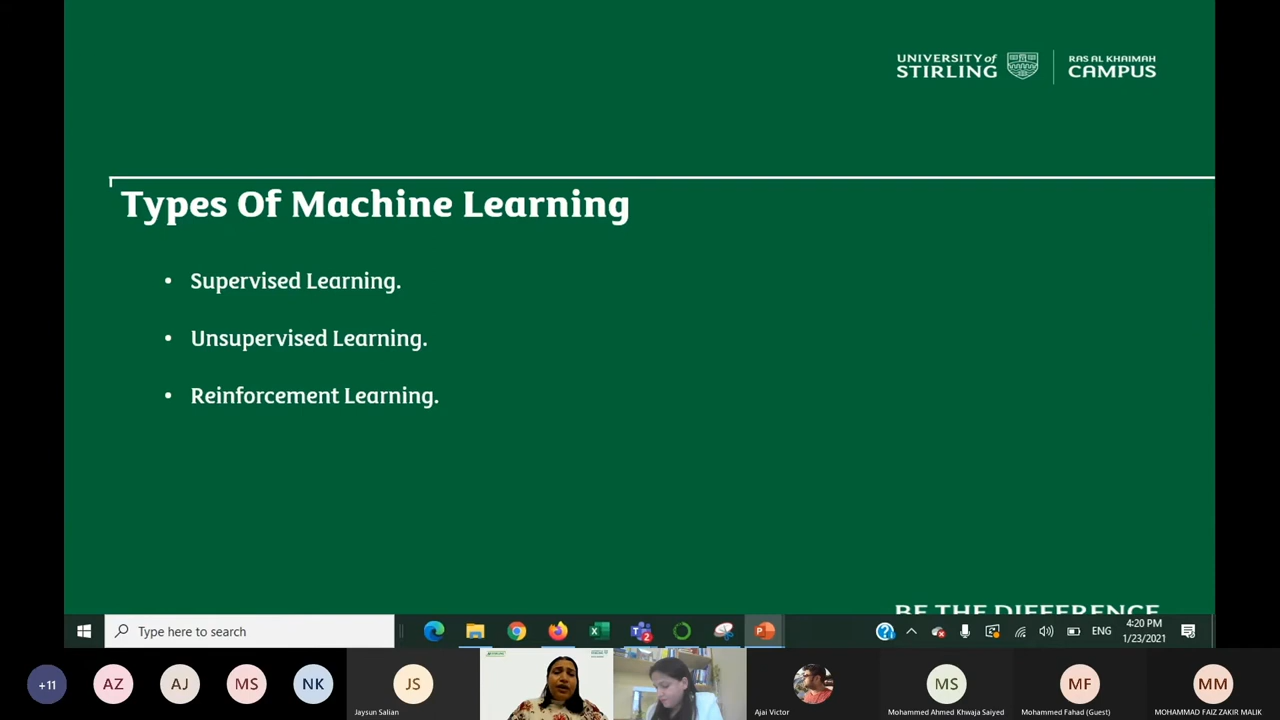 UNIVERSITY of
STIRLING
RAS AL KHAIMAH
CAMPUS
Types Of Machine Learning
• Supervised Learning.
• Unsupervised Learning.
• Reinforcement Learning.
BE THE DIFFERENCE
Type here to search
2
ENG
4:20 PM
1/23/2021
+11
AZ
AJ
MS
NK
JS
Jaysun Salian
Ajai Victor
MS
Mohammed Ahmed Khwaja Saiyed
MF
Mohammed Fahad (Guest)
MM
MOHAMMAD FAIZ ZAKIR MALIK